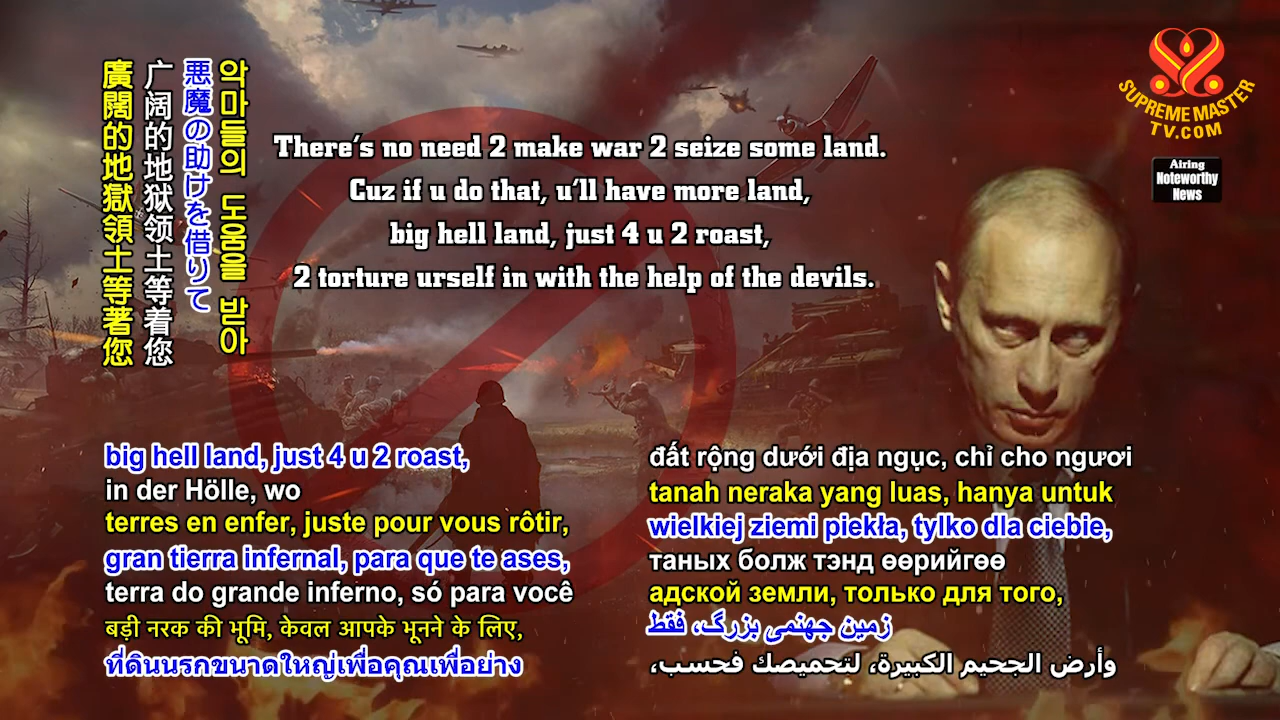 SUPREME MASTER
TV.COM
Airing
Noteworthy
News
廣闊的地獄領土等著您
广阔的地狱领土等着您
悪魔の助けを借りて
악마들의 도움을 받아
There's no need 2 make war 2 seize some land.
Cuz if u do that, u'll have more land,
big hell land, just 4 u 2 roast,
2 torture urself in with the help of the devils.
big hell land, just 4 u 2 roast,
in der Hölle, wo
terres en enfer, juste pour vous rôtir,
gran tierra infernal, para que te ases,
terra do grande inferno, só para você
बड़ी नरक की भूमि, केवल आपके भूनने के लिए,
ที่ดินนรกขนาดใหญ่เพื่อคุณเพื่อย่าง
đất rộng dưới địa ngục, chỉ cho ngươi
tanah neraka yang luas, hanya untuk
wielkiej ziemi piekła, tylko dla ciebie,
таных болж тэнд өөрийгөө
адской земли, только для того,
زمین جهنمی بزرگ، فقط
وأرض الجحيم الكبيرة، لتحميصك فحسب،